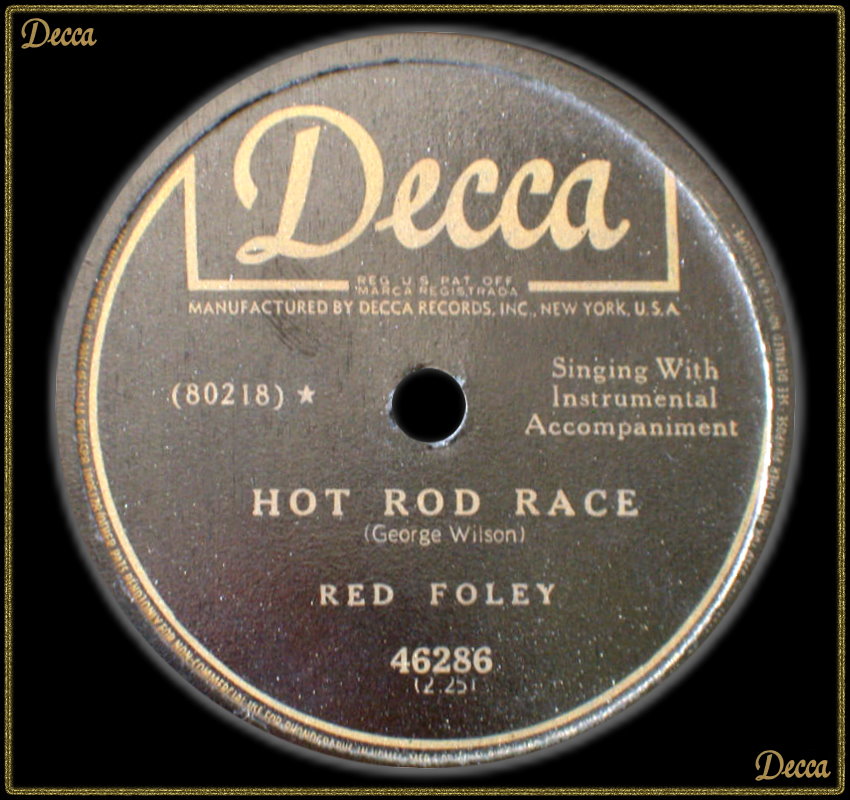 Decca
Decca
REG. U.S. PAT. OFF.
MARCA REGISTRADA
MANUFACTURED BY DECCA RECORDS, INC., NEW YORK, U.S.A.
(80218) ★
Singing With
Instrumental
Accompaniment
HOT ROD RACE
(George Wilson)
RED FOLEY
46286
(2:25)
Decca